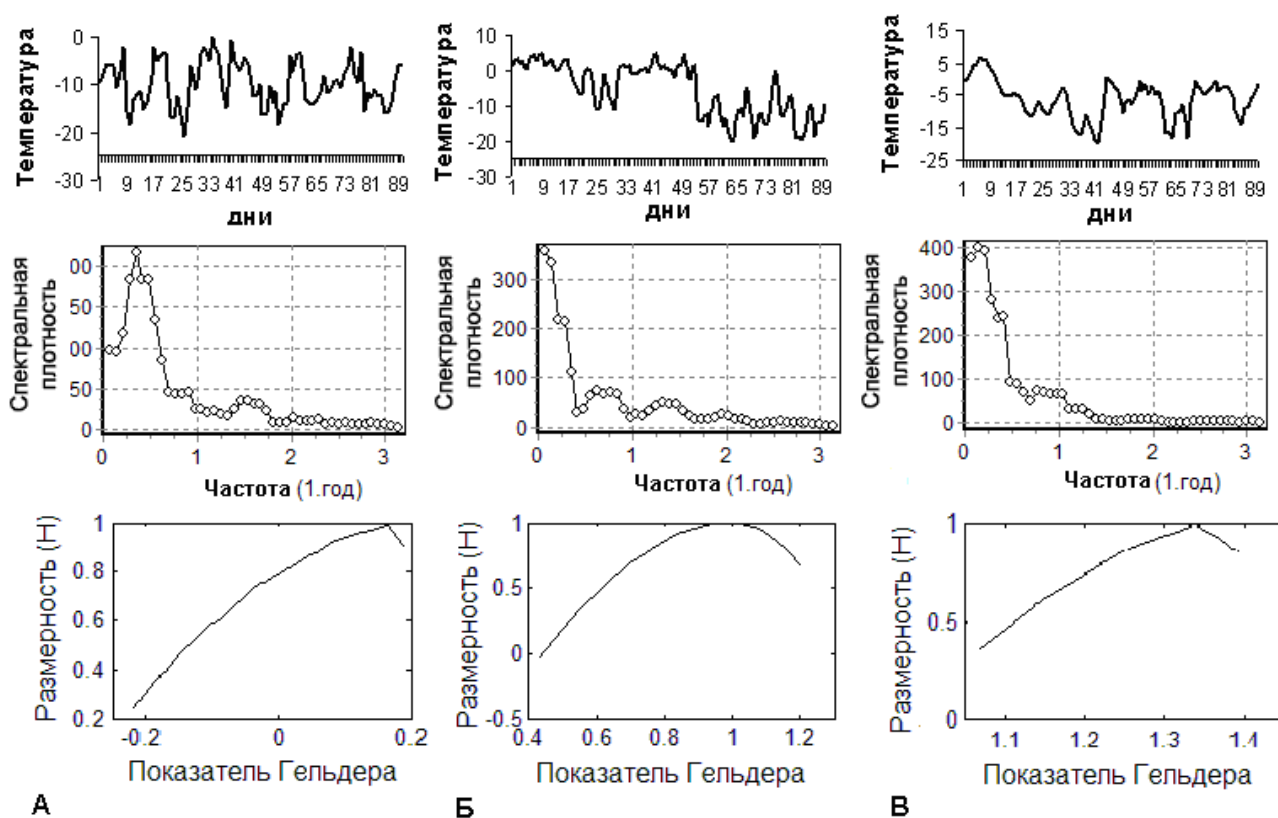 Температура
0
-10
-20
-30
1 9 17 25 33 41 49 57 65 73 81 89
дни
Температура
10
0
-10
-20
-30
1 9 17 25 33 41 49 57 65 73 81 89
дни
Температура
15
5
-5
-15
-25
1 9 17 25 33 41 49 57 65 73 81 89
дни
Спектральная
плотность
00
50
00
50
0
0 1 2 3
Частота (1.год)
Спектральная
плотность
300
200
100
0
0 1 2 3
Частота (1.год)
Спектральная
плотность
400
300
200
100
0
0 1 2 3
Частота (1.год)
Размерность (H)
1
0.8
0.6
0.4
0.2
-0.2 0 0.2
Показатель Гельдера
Размерность (H)
1
0.5
0
-0.5
0.4 0.6 0.8 1 1.2
Показатель Гельдера
Размерность (H)
1
0.5
0
1.1 1.2 1.3 1.4
Показатель Гельдера
А Б В